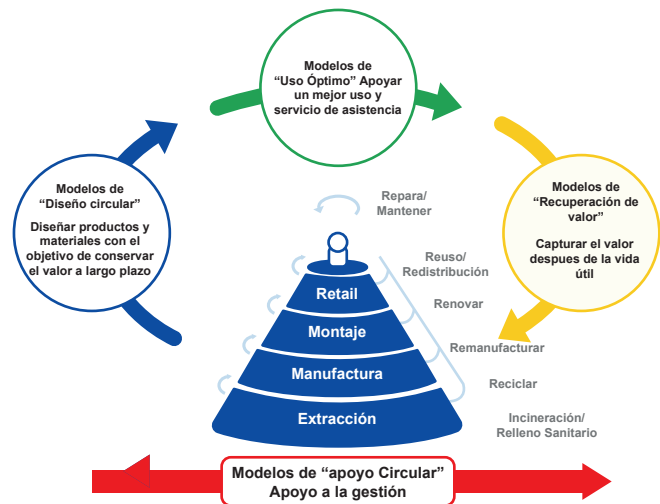 Modelos de
“Uso Óptimo” Apoyar
un mejor uso y
servicio de asistencia
Modelos de
“Diseño circular”
Diseñar productos y
materiales con el
objetivo de conservar
el valor a largo plazo
Modelos de
“Recuperación de
valor”
Capturar el valor
despues de la vida
útil
Repara/
Mantener
Reuso/
Redistribución
Renovar
Remanufacturar
Reciclar
Incineración/
Relleno Sanitario
Retail
Montaje
Manufactura
Extracción
Modelos de “apoyo Circular”
Apoyo a la gestión